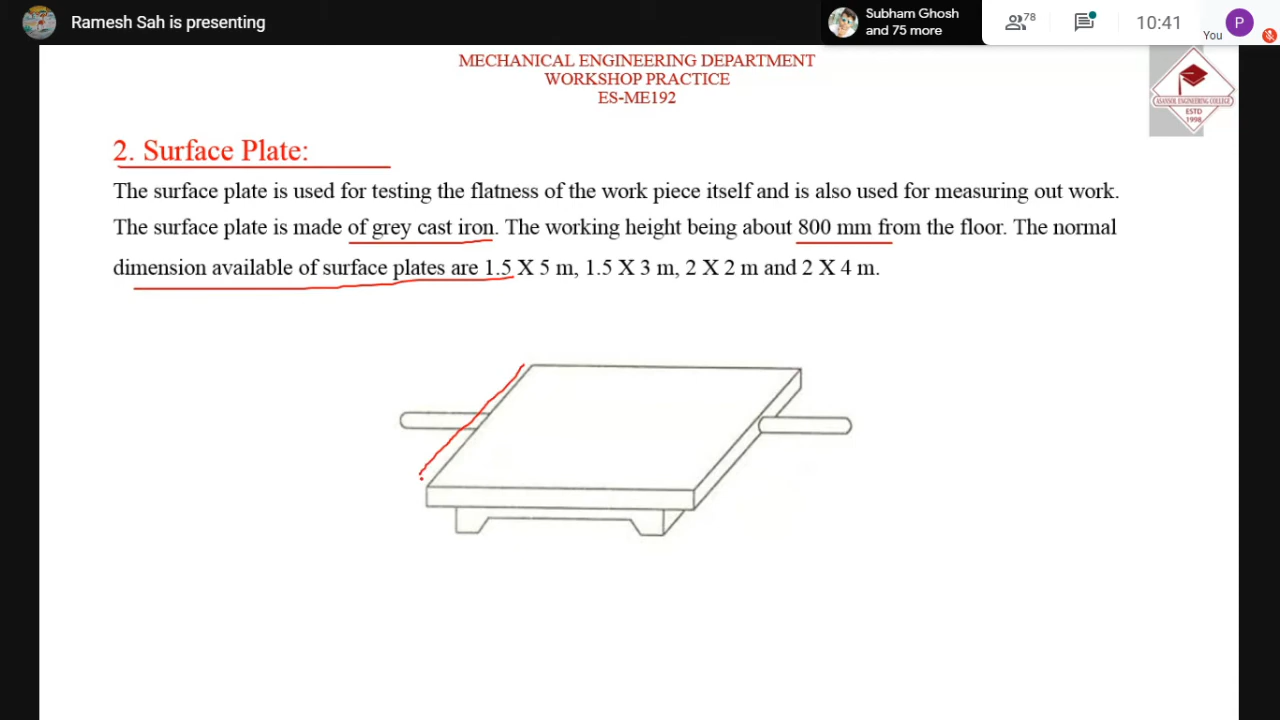 Ramesh Sah is presenting
Subham Ghosh
and 75 more
78
10:41
You
P
MECHANICAL ENGINEERING DEPARTMENT
WORKSHOP PRACTICE
ES-ME192
ASANSOL ENGINEERING COLLEGE
ESTD
1998
2. Surface Plate:
The surface plate is used for testing the flatness of the work piece itself and is also used for measuring out work.
The surface plate is made of grey cast iron. The working height being about 800 mm from the floor. The normal
dimension available of surface plates are 1.5 X 5 m, 1.5 X 3 m, 2 X 2 m and 2 X 4 m.